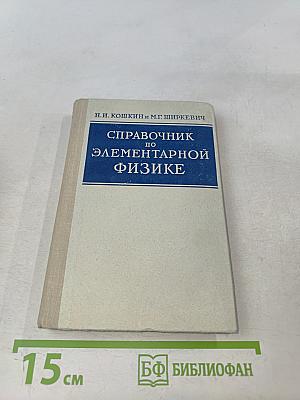 Н.И. КОШКИН и М.Г. ШИРКЕВИЧ
СПРАВОЧНИК
ПО
ЭЛЕМЕНТАРНОЙ
ФИЗИКЕ
15 см
БФ БИБЛИОФАН